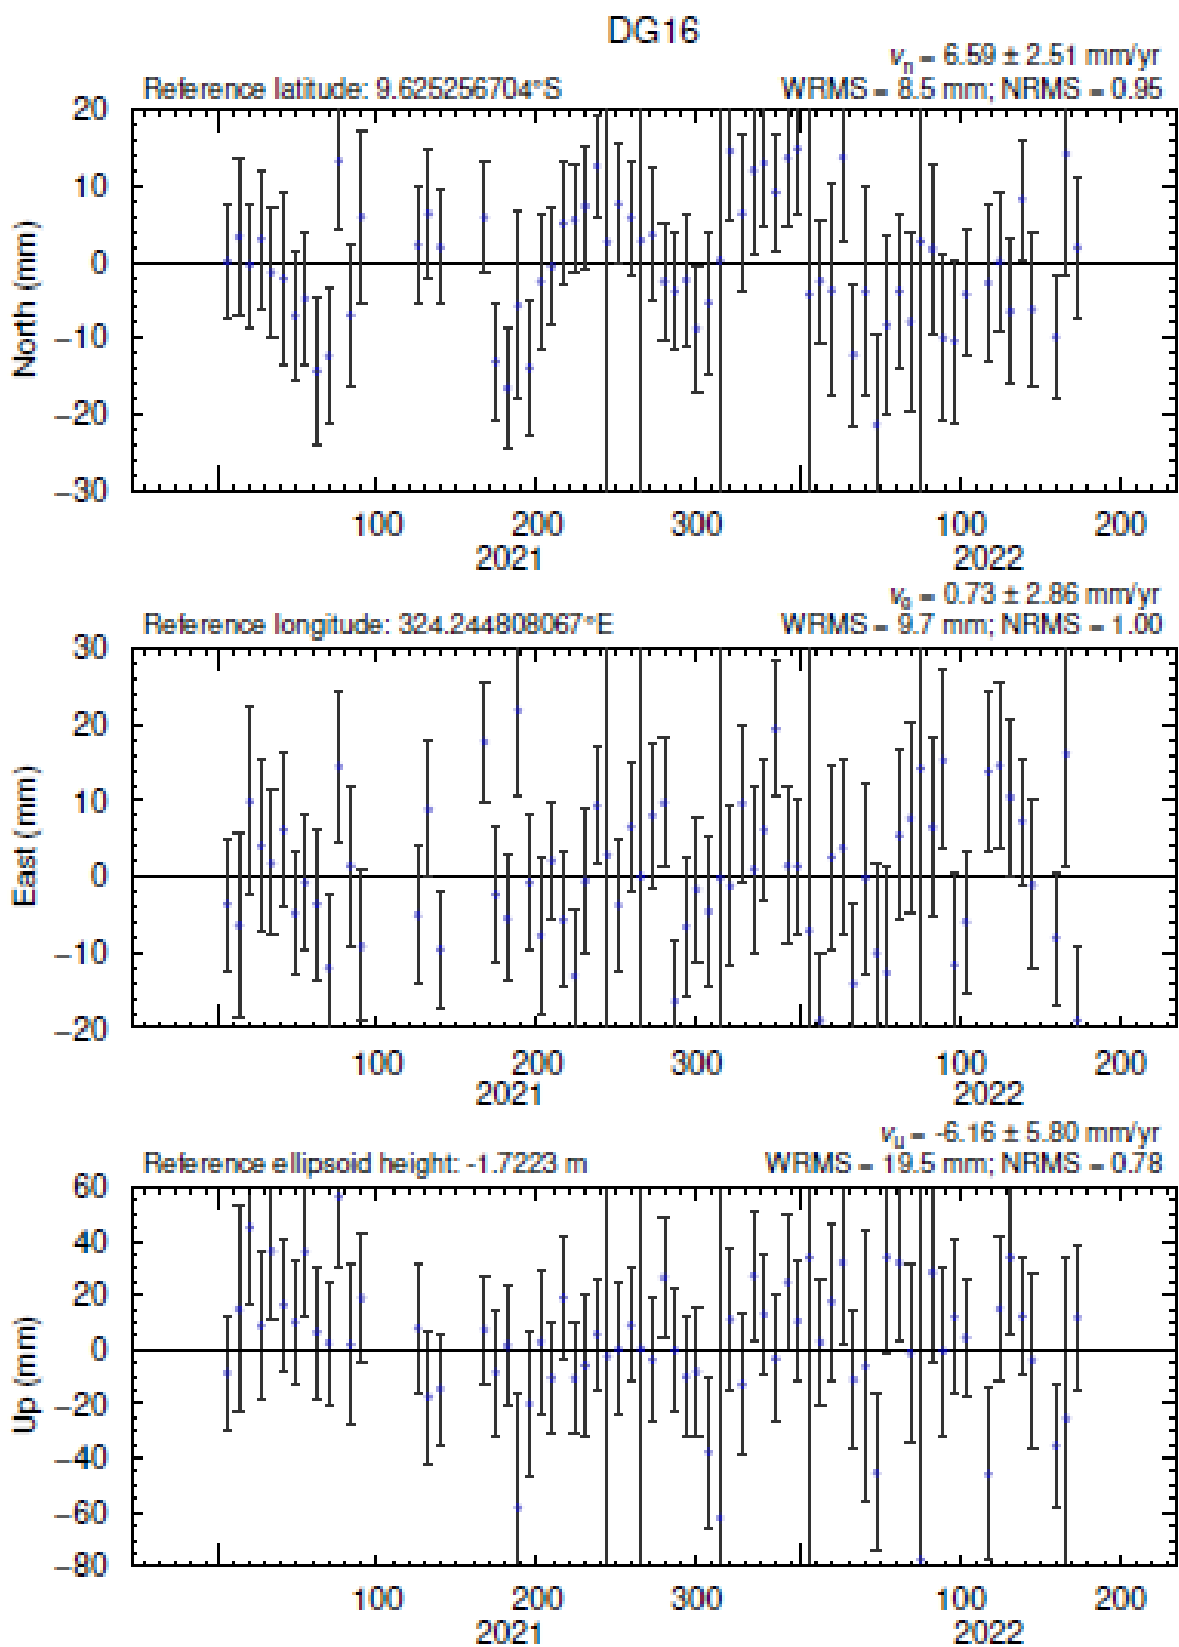 DG16
vn = 6.59 ± 2.51 mm/yr
Reference latitude: 9.625256704°S WRMS = 8.5 mm; NRMS = 0.95
20
10
0
−10
−20
−30
North (mm)
100 200 300 100 200
2021 2022
ve = 0.73 ± 2.86 mm/yr
Reference longitude: 324.244808067°E WRMS = 9.7 mm; NRMS = 1.00
30
20
10
0
−10
−20
East (mm)
100 200 300 100 200
2021 2022
vu = -6.16 ± 5.80 mm/yr
Reference ellipsoid height: -1.7223 m WRMS = 19.5 mm; NRMS = 0.78
60
40
20
0
−20
−40
−60
−80
Up (mm)
100 200 300 100 200
2021 2022